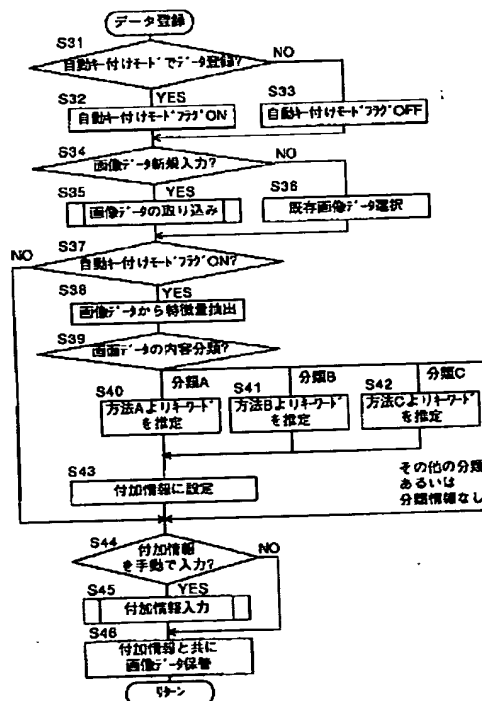 データ登録
S31
自動キー付けモードでデータ登録?
NO
S32
YES
S33
自動キー付けモードフラグON
自動キー付けモードフラグOFF
S34
画像データ新規入力?
NO
S35
YES
S36
画像データの取り込み
既存画像データ選択
S37
NO
自動キー付けモードフラグON?
S38
YES
画像データから特徴量抽出
S39
画面データの内容分類?
S40
分類A
S41
分類B
S42
分類C
方法Aよりキーワード
を推定
方法Bよりキーワード
を推定
方法Cよりキーワード
を推定
S43
付加情報に設定
その他の分類
あるいは
分類情報なし
S44
付加情報
を手動で入力?
NO
S45
YES
付加情報入力
S46
付加情報と共に
画像データ保管
リターン